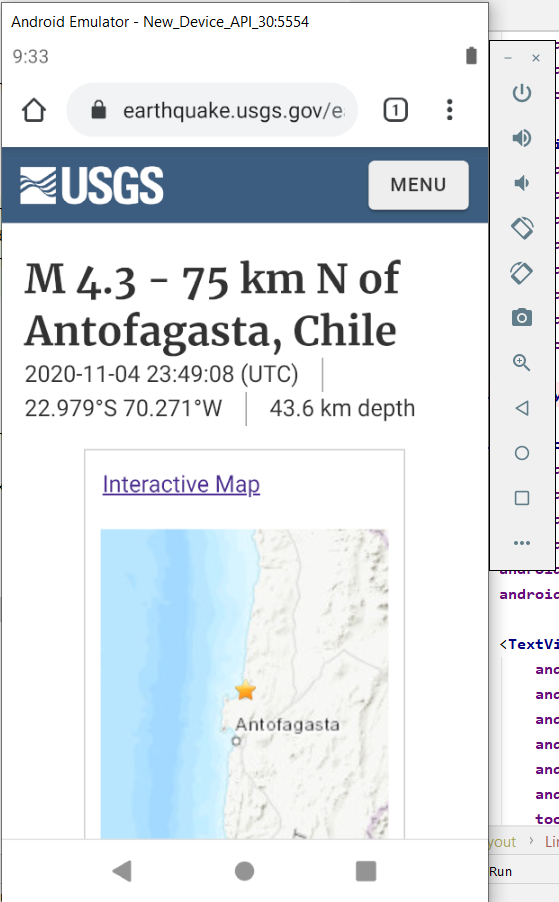 Android Emulator - New_Device_API_30:5554
9:33
earthquake.usgs.gov/ea
1
USGS
MENU
M 4.3 - 75 km N of
Antofagasta, Chile
2020-11-04 23:49:08 (UTC)
22.979°S 70.271°W
43.6 km depth
Interactive Map
Antofagasta
android
<TextVi
and
and
and
and
and
and
too
yout
Lin
Run